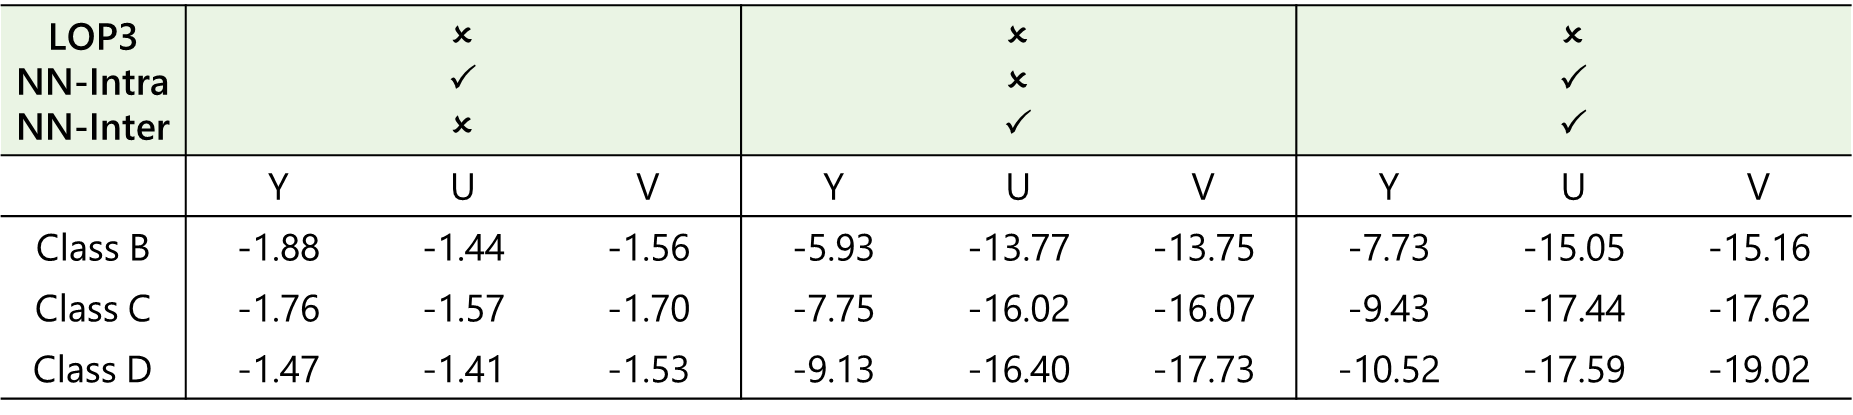 LOP3 × × ×
NN-Intra ✓ × ✓
NN-Inter × ✓ ✓
Y U V Y U V Y U V
Class B -1.88 -1.44 -1.56 -5.93 -13.77 -13.75 -7.73 -15.05 -15.16
Class C -1.76 -1.57 -1.70 -7.75 -16.02 -16.07 -9.43 -17.44 -17.62
Class D -1.47 -1.41 -1.53 -9.13 -16.40 -17.73 -10.52 -17.59 -19.02